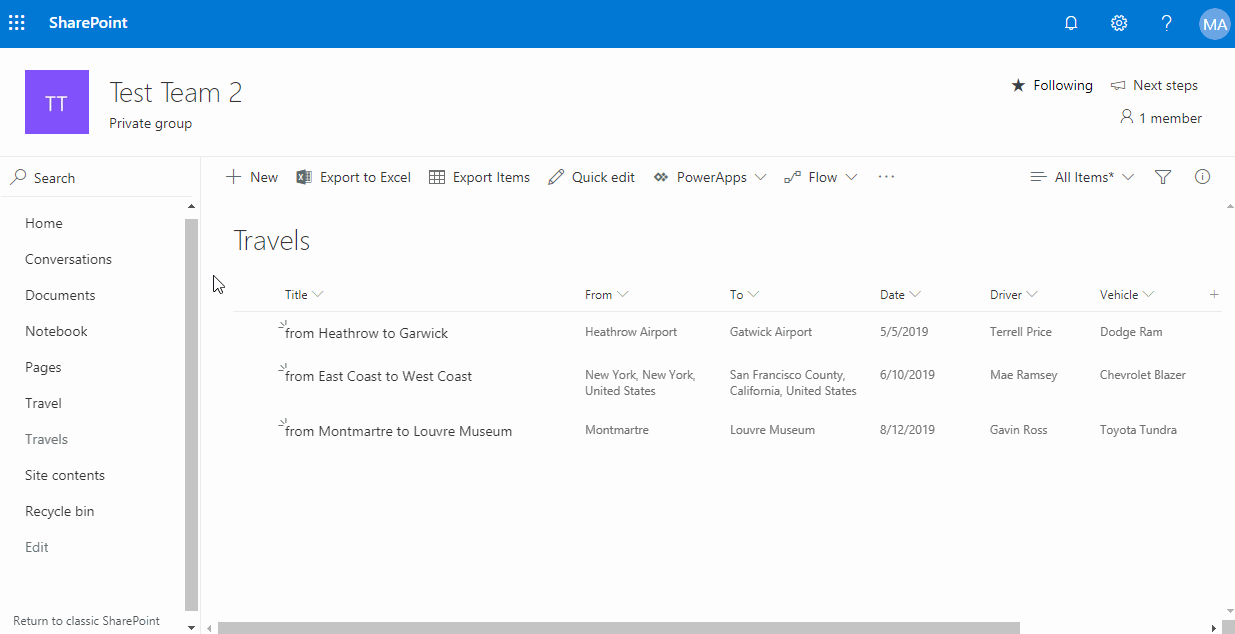 SharePoint
MA
TT
Test Team 2
Private group
Following
Next steps
1 member
Search
New
Export to Excel
Export Items
Quick edit
PowerApps
Flow
All Items*
Home
Conversations
Documents
Notebook
Pages
Travel
Travels
Site contents
Recycle bin
Edit
Return to classic SharePoint
Travels
Title From To Date Driver Vehicle
from Heathrow to Garwick Heathrow Airport Gatwick Airport 5/5/2019 Terrell Price Dodge Ram
from East Coast to West Coast New York, New York, San Francisco County, 6/10/2019 Mae Ramsey Chevrolet Blazer
United States California, United States
from Montmartre to Louvre Museum Montmartre Louvre Museum 8/12/2019 Gavin Ross Toyota Tundra